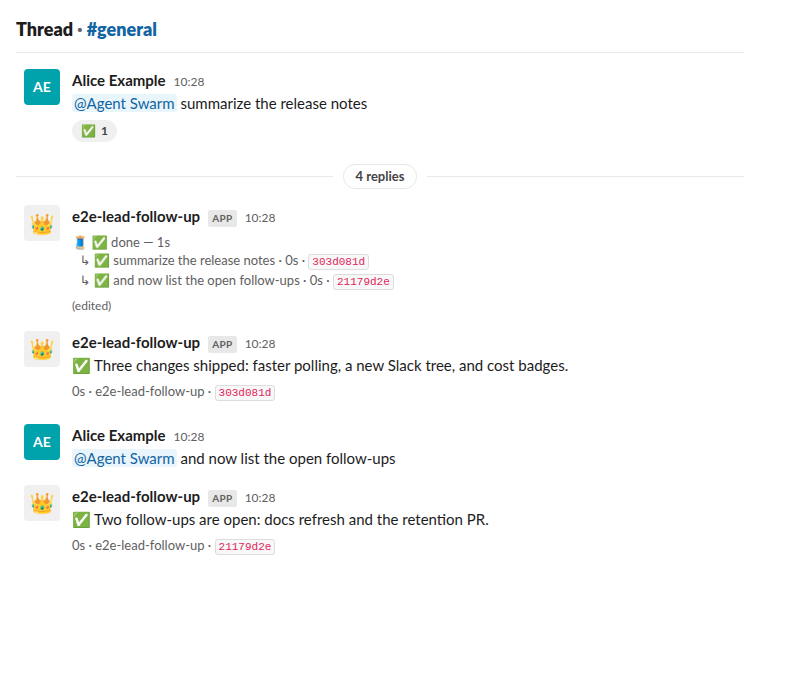 Thread • #general
AE
Alice Example 10:28
@Agent Swarm summarize the release notes
✅ 1
4 replies
e2e-lead-follow-up APP 10:28
🧵 ✅ done — 1s
↳ ✅ summarize the release notes · 0s · 303d081d
↳ ✅ and now list the open follow-ups · 0s · 21179d2e
(edited)
e2e-lead-follow-up APP 10:28
✅ Three changes shipped: faster polling, a new Slack tree, and cost badges.
0s · e2e-lead-follow-up · 303d081d
AE
Alice Example 10:28
@Agent Swarm and now list the open follow-ups
e2e-lead-follow-up APP 10:28
✅ Two follow-ups are open: docs refresh and the retention PR.
0s · e2e-lead-follow-up · 21179d2e